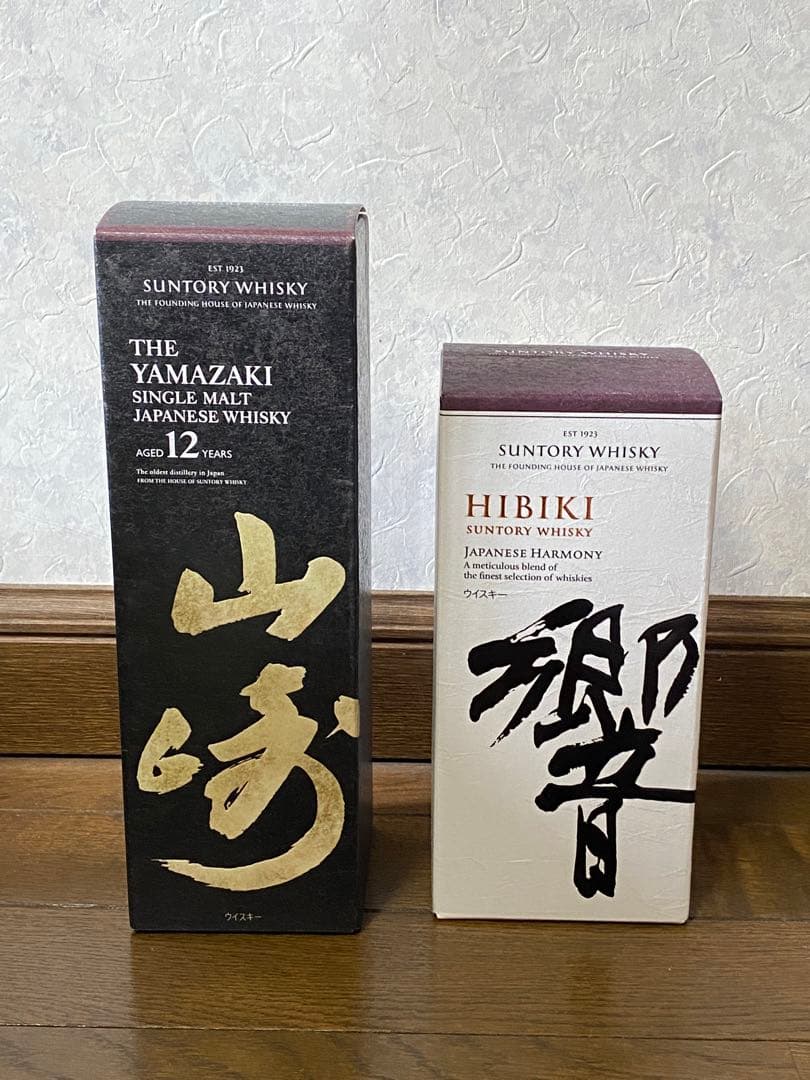 EST 1923
SUNTORY WHISKY
THE FOUNDING HOUSE OF JAPANESE WHISKY
THE
YAMAZAKI
SINGLE MALT
JAPANESE WHISKY
AGED 12 YEARS
The oldest distillery in Japan
FROM THE HOUSE OF SUNTORY WHISKY
山崎
ウイスキー
SUNTORY WHISKY
EST 1923
SUNTORY WHISKY
THE FOUNDING HOUSE OF JAPANESE WHISKY
HIBIKI
SUNTORY WHISKY
JAPANESE HARMONY
A meticulous blend of
the finest selection of whiskies
ウイスキー
響